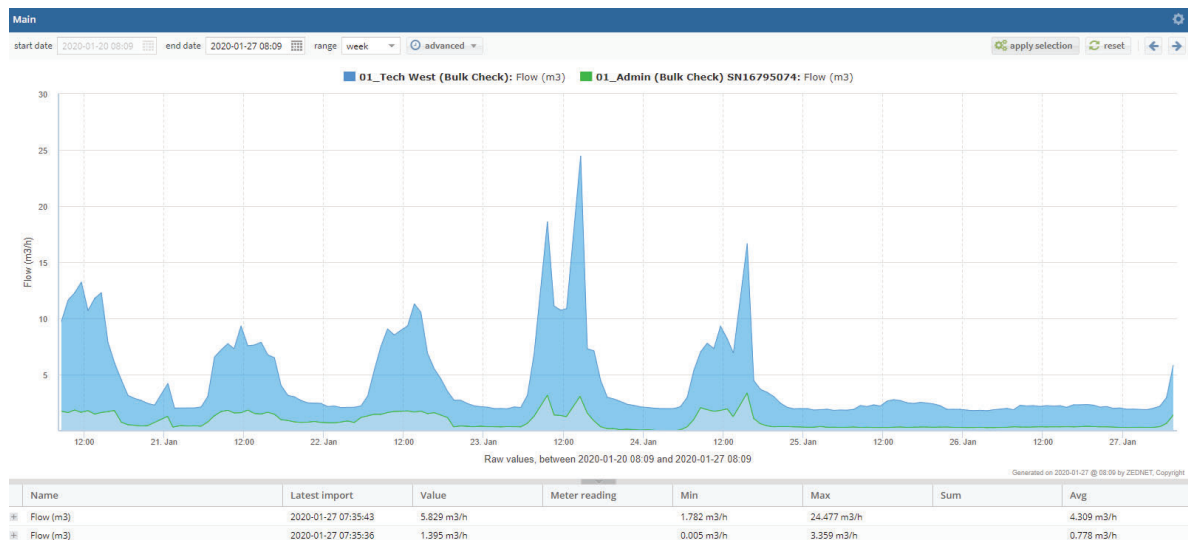 Main
start date 2020-01-20 08:09 end date 2020-01-27 08:09 range week advanced apply selection reset
01_Tech West (Bulk Check): Flow (m3) 01_Admin (Bulk Check) SN16795074: Flow (m3)
30
25
20
15
10
5
Flow (m3/h)
12:00 21. Jan 12:00 22. Jan 12:00 23. Jan 12:00 24. Jan 12:00 25. Jan 12:00 26. Jan 12:00 27. Jan
Raw values, between 2020-01-20 08:09 and 2020-01-27 08:09
Generated on 2020-01-27 @ 08:09 by ZEDNET, Copyright
Name Latest import Value Meter reading Min Max Sum Avg
Flow (m3) 2020-01-27 07:35:43 5.829 m3/h 1.782 m3/h 24.477 m3/h 4.309 m3/h
Flow (m3) 2020-01-27 07:35:36 1.395 m3/h 0.005 m3/h 3.359 m3/h 0.778 m3/h